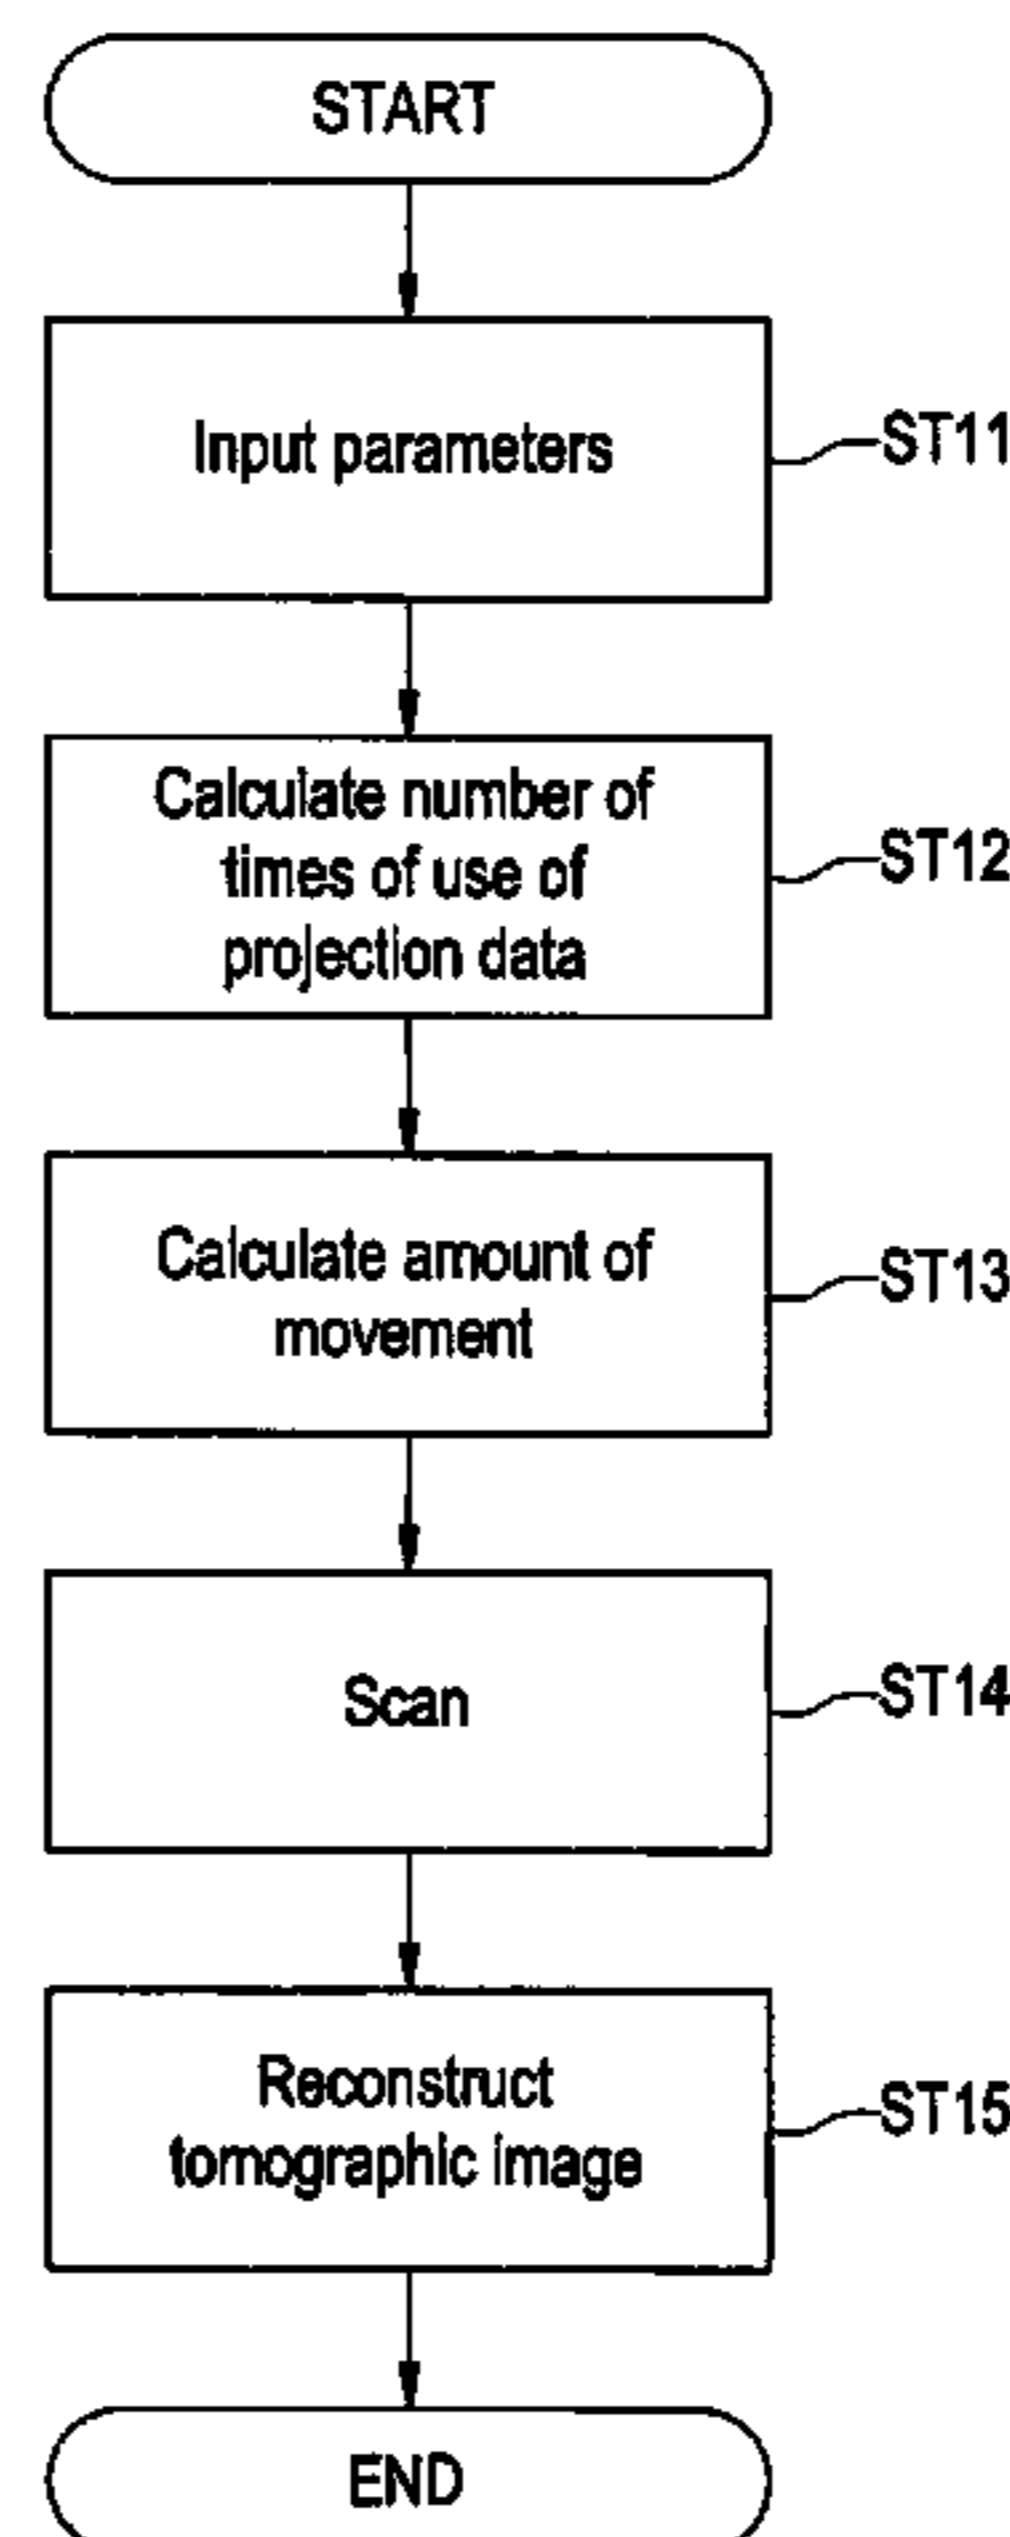 START
Input parameters
ST11
Calculate number of
times of use of
projection data
ST12
Calculate amount of
movement
ST13
Scan
ST14
Reconstruct
tomographic image
ST15
END